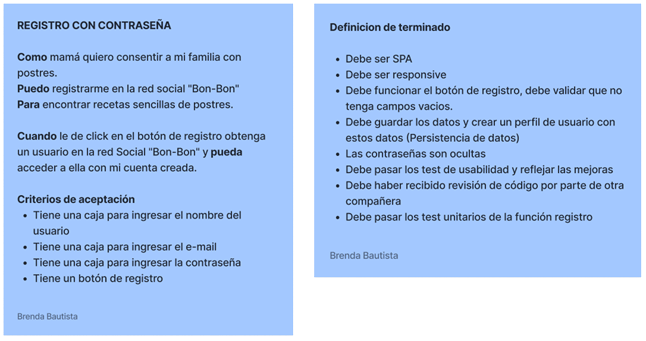 REGISTRO CON CONTRASEÑA
Como mamá quiero consentir a mi familia con
postres.
Puedo registrarme en la red social "Bon-Bon"
Para encontrar recetas sencillas de postres.
Cuando le de click en el botón de registro obtenga
un usuario en la red Social "Bon-Bon" y pueda
acceder a ella con mi cuenta creada.
Criterios de aceptación
• Tiene una caja para ingresar el nombre del
usuario
• Tiene una caja para ingresar el e-mail
• Tiene una caja para ingresar la contraseña
• Tiene un botón de registro
Brenda Bautista
Definicion de terminado
• Debe ser SPA
• Debe ser responsive
• Debe funcionar el botón de registro, debe validar que no
tenga campos vacios.
• Debe guardar los datos y crear un perfil de usuario con
estos datos (Persistencia de datos)
• Las contraseñas son ocultas
• Debe pasar los test de usabilidad y reflejar las mejoras
• Debe haber recibido revisión de código por parte de otra
compañera
• Debe pasar los test unitarios de la función registro
Brenda Bautista